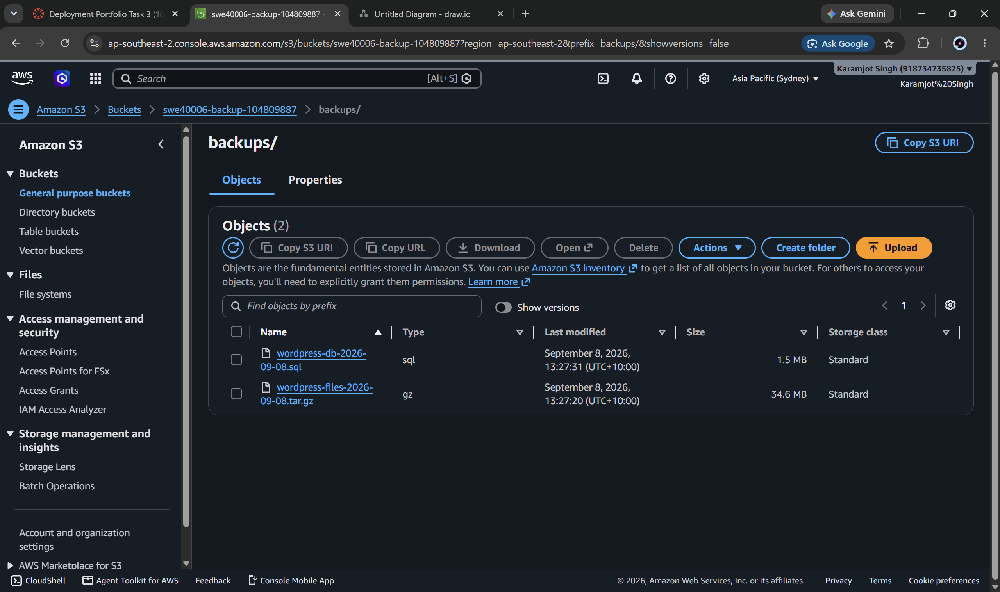 Deployment Portfolio Task 3 (10
swe40006-backup-104809887 -
Untitled Diagram - draw.io
Ask Gemini
ap-southeast-2.console.aws.amazon.com/s3/buckets/swe40006-backup-104809887?region=ap-southeast-2&prefix=backups/&showversions=false
Ask Google
aws
Search
[Alt+S]
Asia Pacific (Sydney)
Karamjot Singh (918734735825)
Karamjot%20Singh
Amazon S3
Buckets
swe40006-backup-104809887
backups/
Amazon S3
Buckets
General purpose buckets
Directory buckets
Table buckets
Vector buckets
Files
File systems
Access management and
security
Access Points
Access Points for FSx
Access Grants
IAM Access Analyzer
Storage management and
insights
Storage Lens
Batch Operations
Account and organization
settings
AWS Marketplace for S3
backups/
Copy S3 URI
Objects
Properties
Objects (2)
Copy S3 URI
Copy URL
Download
Open
Delete
Actions
Create folder
Upload
Objects are the fundamental entities stored in Amazon S3. You can use Amazon S3 inventory to get a list of all objects in your bucket. For others to access your
objects, you'll need to explicitly grant them permissions. Learn more
Find objects by prefix
Show versions
1
Name
Type
Last modified
Size
Storage class
wordpress-db-2026-
09-08.sql
sql
September 8, 2026,
13:27:31 (UTC+10:00)
1.5 MB
Standard
wordpress-files-2026-
09-08.tar.gz
gz
September 8, 2026,
13:27:20 (UTC+10:00)
34.6 MB
Standard
CloudShell
Agent Toolkit for AWS
Feedback
Console Mobile App
© 2026, Amazon Web Services, Inc. or its affiliates.
Privacy
Terms
Cookie preferences